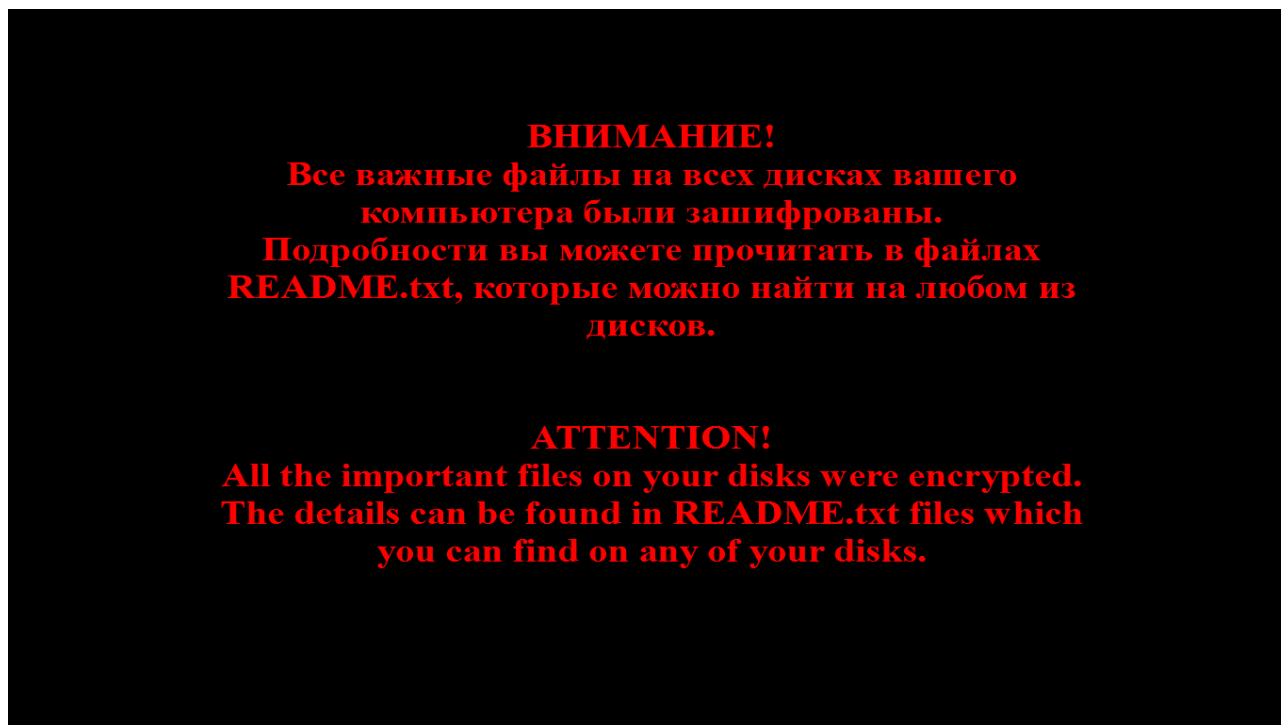 ВНИМАНИЕ!
Все важные файлы на всех дисках вашего
компьютера были зашифрованы.
Подробности вы можете прочитать в файлах
README.txt, которые можно найти на любом из
дисков.
ATTENTION!
All the important files on your disks were encrypted.
The details can be found in README.txt files which
you can find on any of your disks.